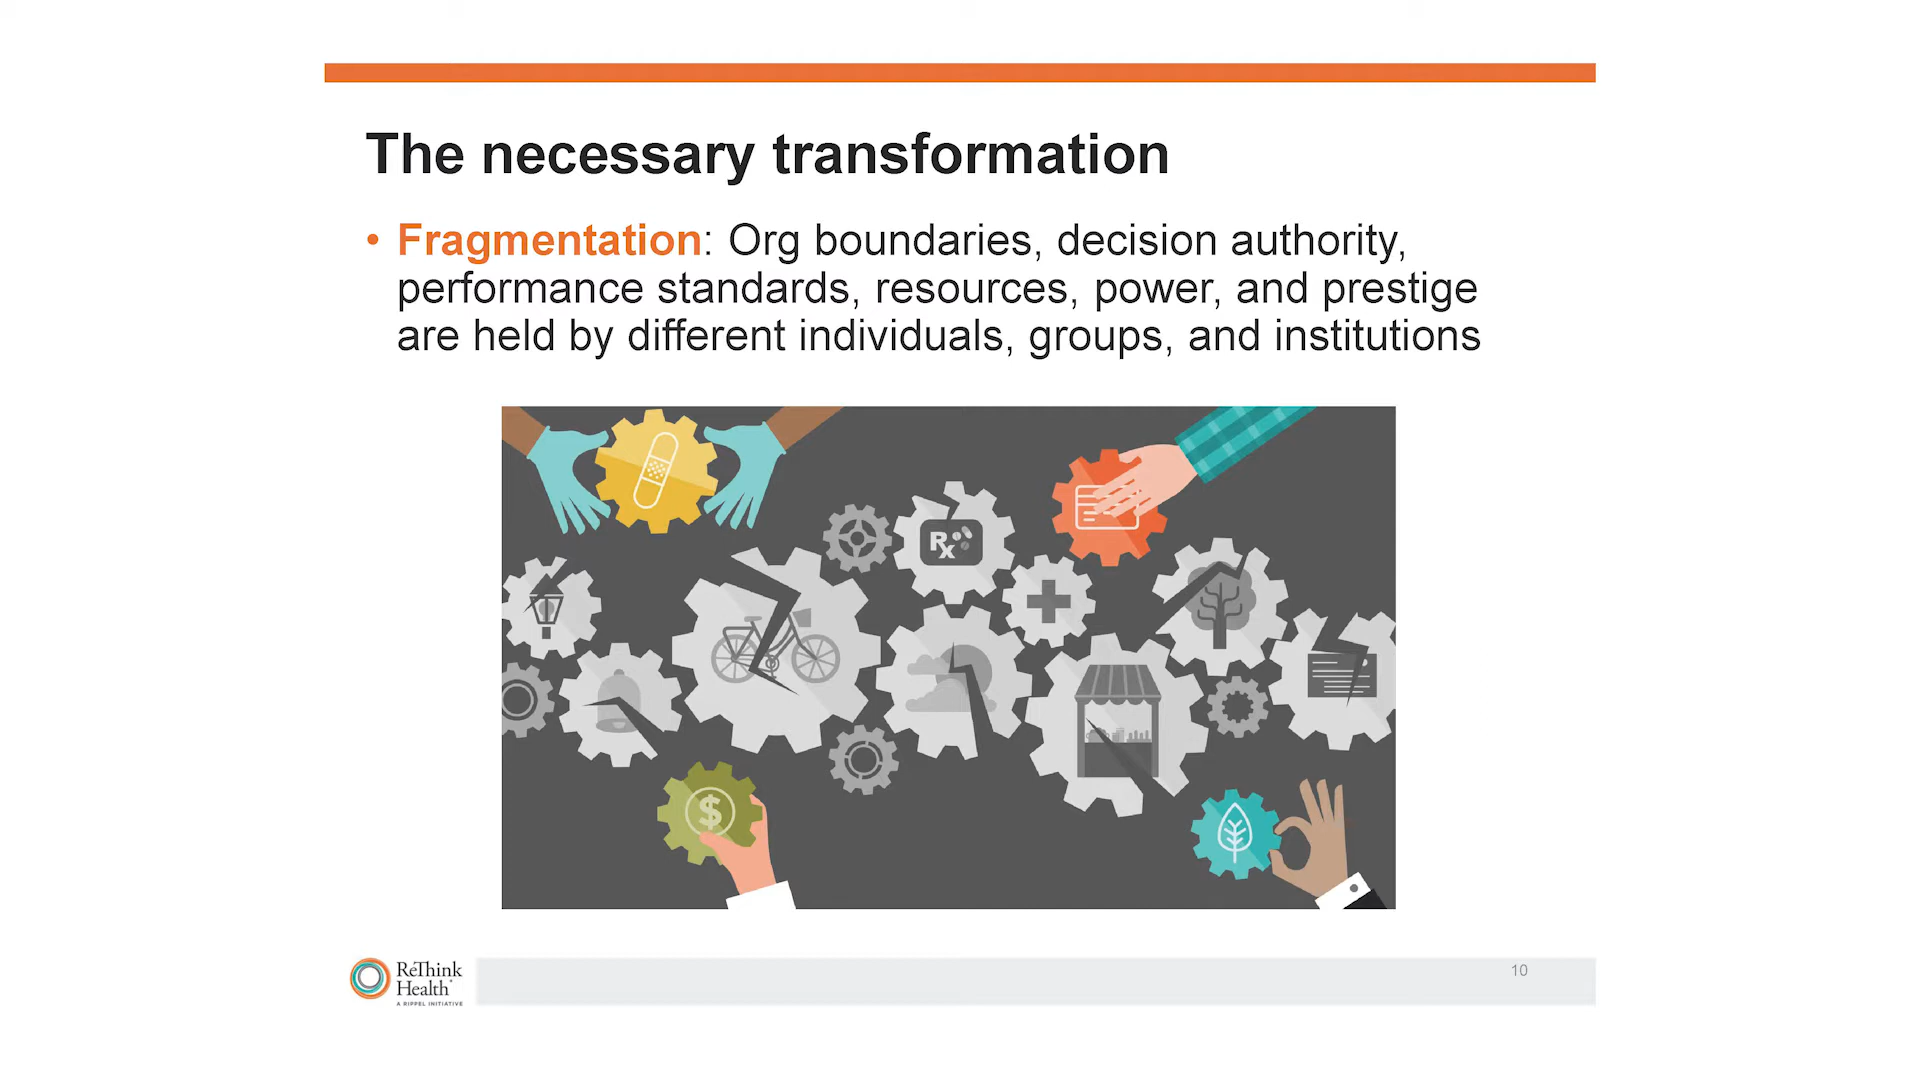 The necessary transformation
• Fragmentation: Org boundaries, decision authority,
performance standards, resources, power, and prestige
are held by different individuals, groups, and institutions
Rx
$
ReThink
Health
A RIPPEL INITIATIVE
10